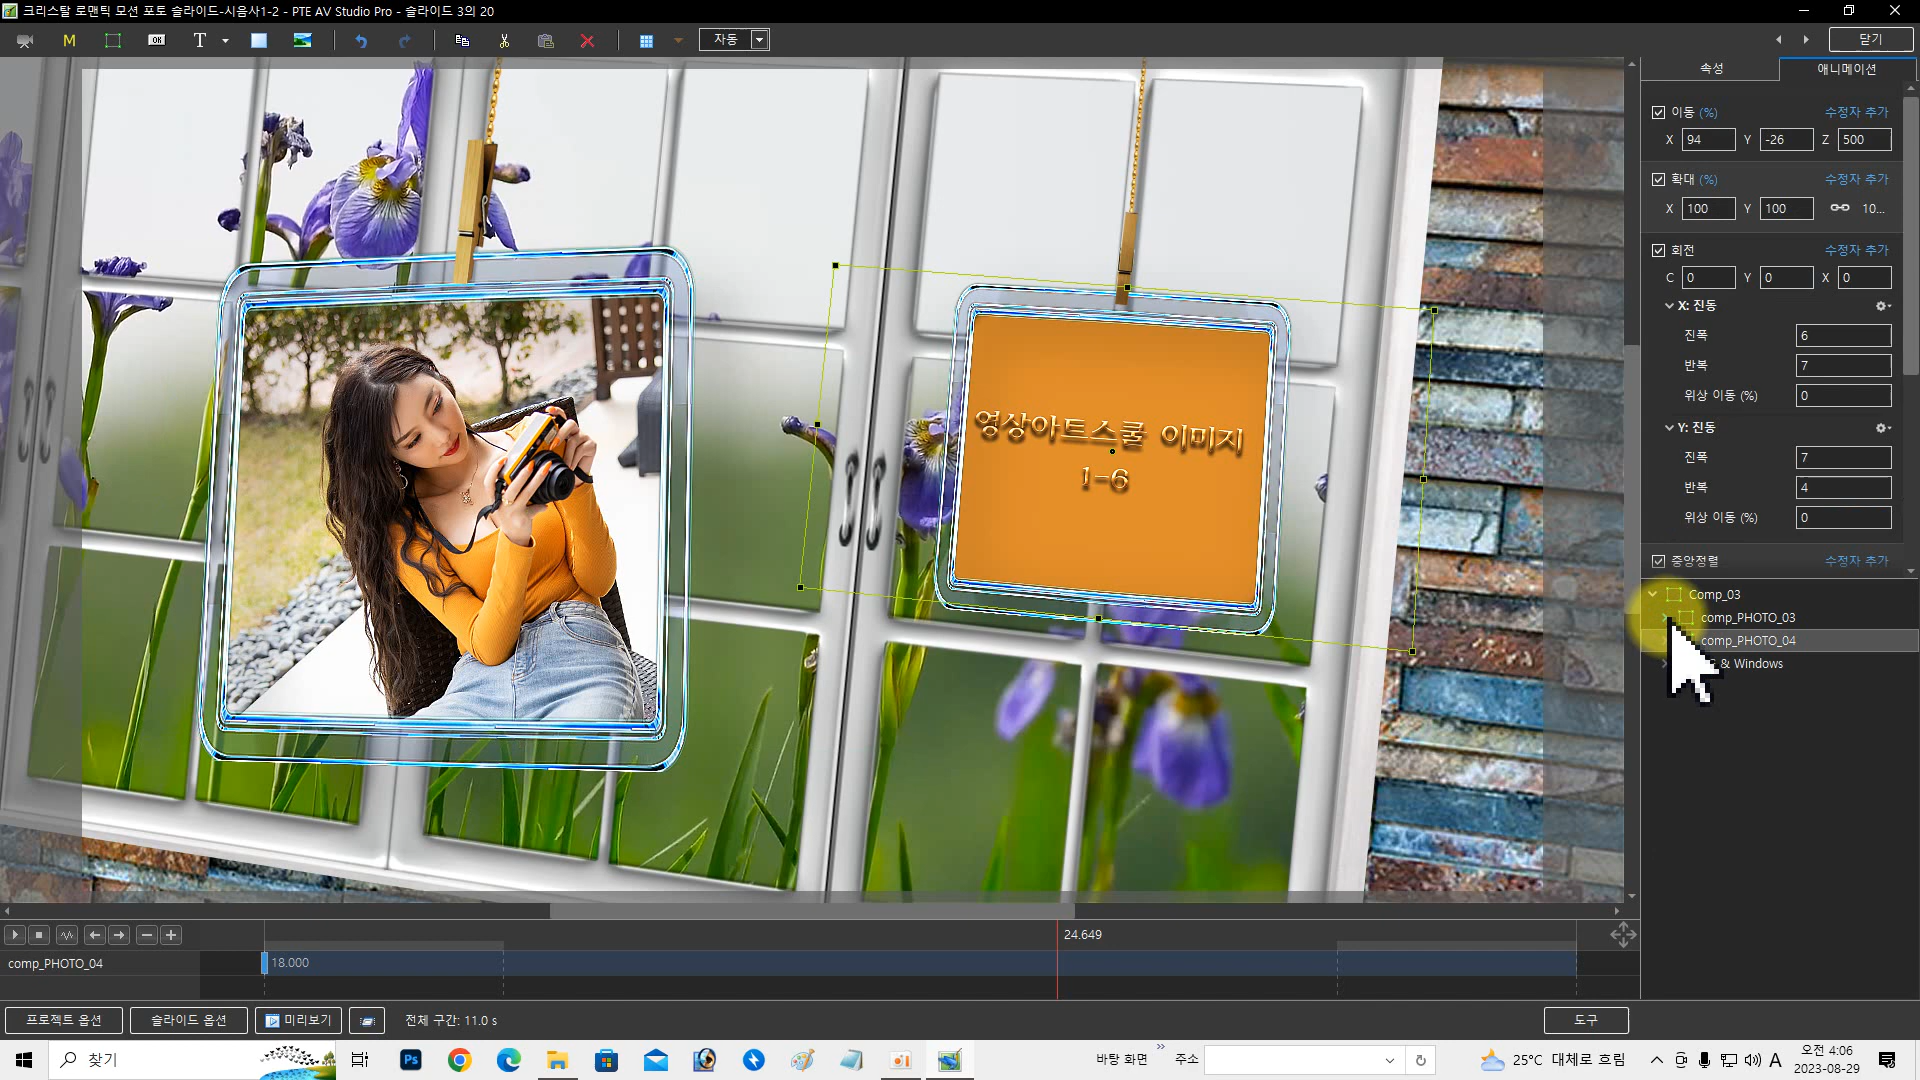 크리스탈 로맨틱 모션 포토 슬라이드-시음사1-2 - PTE AV Studio Pro - 슬라이드 3의 20
M OK T 자동 닫기
속성 애니메이션
이동 (%) 수정자 추가
X 94 Y -26 Z 500
확대 (%) 수정자 추가
X 100 Y 100 10...
회전 수정자 추가
C 0 Y 0 X 0
X: 진동
진폭 6
반복 7
위상 이동 (%) 0
Y: 진동
진폭 7
반복 4
위상 이동 (%) 0
중앙정렬 수정자 추가
영상아트스쿨 이미지
1-6
Comp_03
comp_PHOTO_03
comp_PHOTO_04
& Windows
24.649
comp_PHOTO_04 18.000
프로젝트 옵션 슬라이드 옵션 미리보기 전체 구간: 11.0 s 도구
찾기 Ps 바탕 화면 주소 25°C 대체로 흐림 A 오전 4:06
2023-08-29